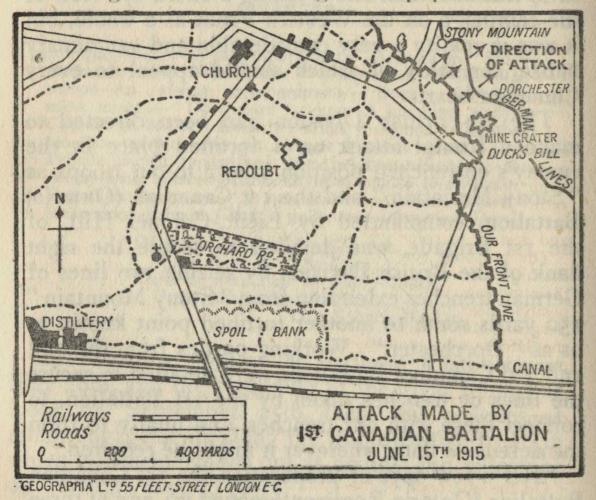 STONY MOUNTAIN
DIRECTION
OF ATTACK
CHURCH
DORCHESTER
GERMAN
LINES
MINE CRATER
DUCK'S BILL
REDOUBT
N
ORCHARD RD
OUR FRONT LINE
DISTILLERY
SPOIL BANK
CANAL
Railways
Roads
0 200 400 YARDS
ATTACK MADE BY
1ST CANADIAN BATTALION
JUNE 15TH 1915
"GEOGRAPHIA" LTD 55 FLEET STREET LONDON E.C.